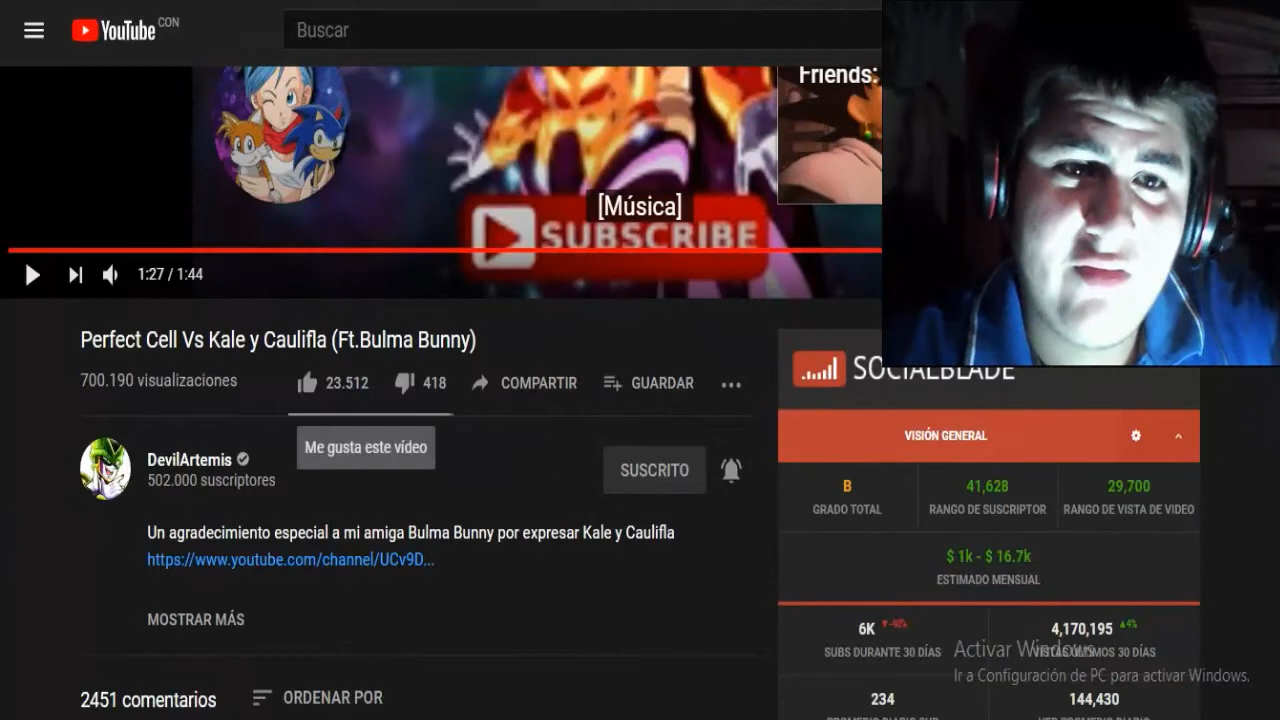 YouTube CON
Buscar
Friends:
[Música]
SUBSCRIBE
1:27 / 1:44
Perfect Cell Vs Kale y Caulifla (Ft.Bulma Bunny)
700.190 visualizaciones
23.512
418
COMPARTIR
GUARDAR
Me gusta este vídeo
DevilArtemis
502.000 suscriptores
SUSCRITO
Un agradecimiento especial a mi amiga Bulma Bunny por expresar Kale y Caulifla
https://www.youtube.com/channel/UCv9D...
MOSTRAR MÁS
2451 comentarios
ORDENAR POR
SOCIALBLADE
VISIÓN GENERAL
B
GRADO TOTAL
41,628
RANGO DE SUSCRIPTOR
29,700
RANGO DE VISTA DE VIDEO
$ 1k - $ 16.7k
ESTIMADO MENSUAL
6K ▼-40%
SUBS DURANTE 30 DÍAS
4,170,195 ▲4%
VISTAS ÚLTIMOS 30 DÍAS
234
144,430
Activar Windows
Ir a Configuración de PC para activar Windows.